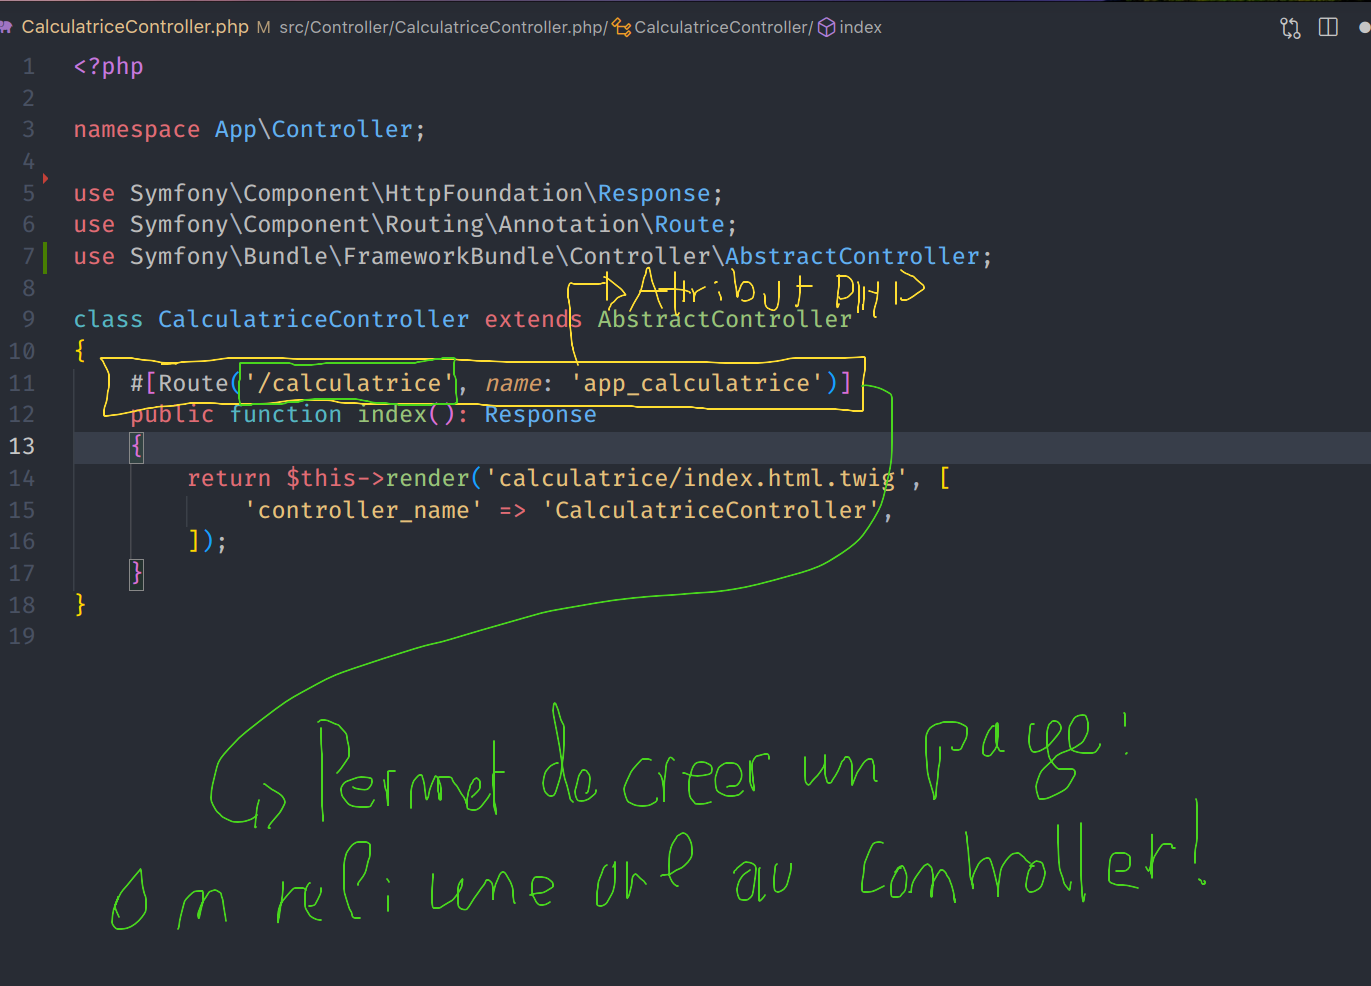 CalculatriceController.php M src/Controller/CalculatriceController.php/ CalculatriceController/ index
1 <?php
2
3 namespace App\Controller;
4
5 use Symfony\Component\HttpFoundation\Response;
6 use Symfony\Component\Routing\Annotation\Route;
7 use Symfony\Bundle\FrameworkBundle\Controller\AbstractController;
8
Attribut PHP
9 class CalculatriceController extends AbstractController
10 {
11 #[Route('/calculatrice', name: 'app_calculatrice')]
12 public function index(): Response
13 {
14 return $this->render('calculatrice/index.html.twig', [
15 'controller_name' => 'CalculatriceController',
16 ]);
17 }
18 }
19
Permet de creer un page:
On reli une url au Controller!